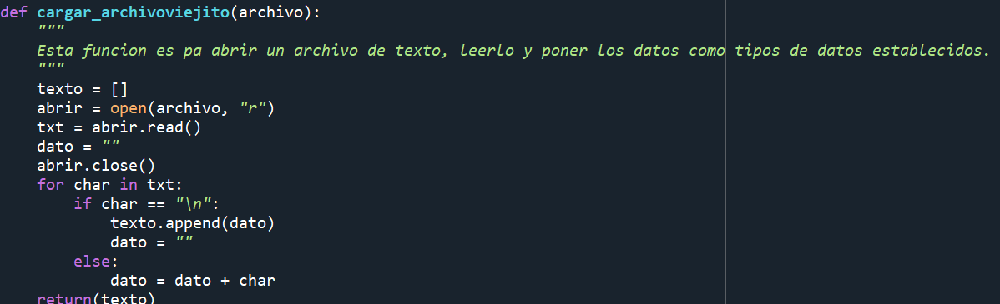 def cargar_archivoviejito(archivo):
    """
    Esta funcion es pa abrir un archivo de texto, leerlo y poner los datos como tipos de datos establecidos.
    """
    texto = []
    abrir = open(archivo, "r")
    txt = abrir.read()
    dato = ""
    abrir.close()
    for char in txt:
        if char == "\n":
            texto.append(dato)
            dato = ""
        else:
            dato = dato + char
    return(texto)